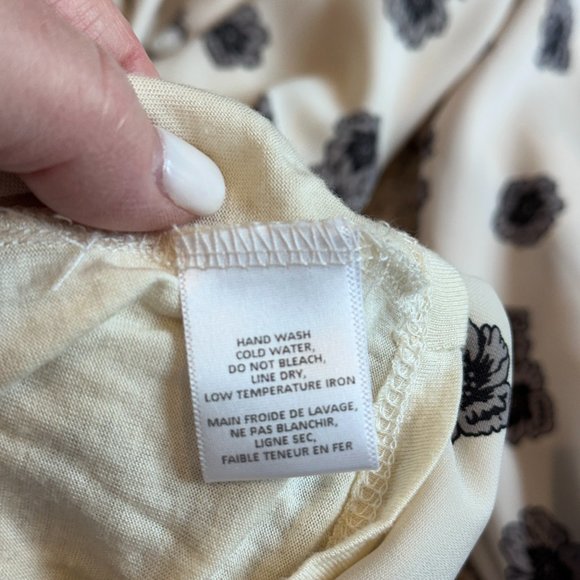 HAND WASH
COLD WATER,
DO NOT BLEACH,
LINE DRY,
LOW TEMPERATURE IRON
MAIN FROIDE DE LAVAGE,
NE PAS BLANCHIR,
LIGNE SEC,
FAIBLE TENEUR EN FER